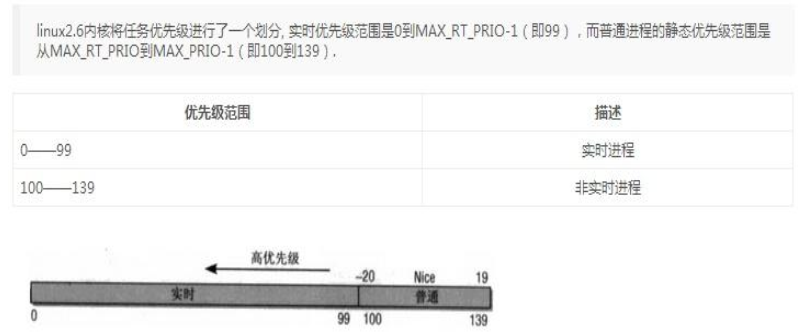 linux2.6内核将任务优先级进行了一个划分, 实时优先级范围是0到MAX_RT_PRIO-1（即99），而普通进程的静态优先级范围是
从MAX_RT_PRIO到MAX_PRIO-1（即100到139）.
优先级范围 描述
0——99 实时进程
100——139 非实时进程
高优先级
-20 Nice 19
实时 普通
0 99 100 139